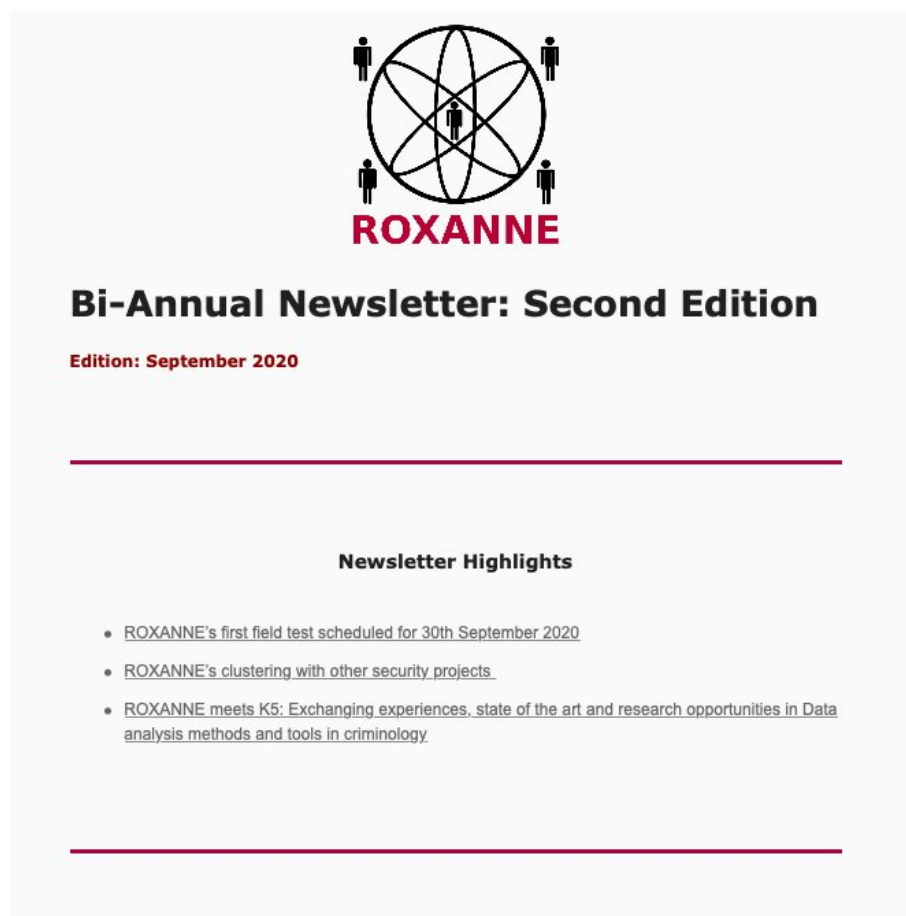 ROXANNE
Bi-Annual Newsletter: Second Edition
Edition: September 2020
Newsletter Highlights
ROXANNE's first field test scheduled for 30th September 2020
ROXANNE's clustering with other security projects
ROXANNE meets K5: Exchanging experiences, state of the art and research opportunities in Data
analysis methods and tools in criminology